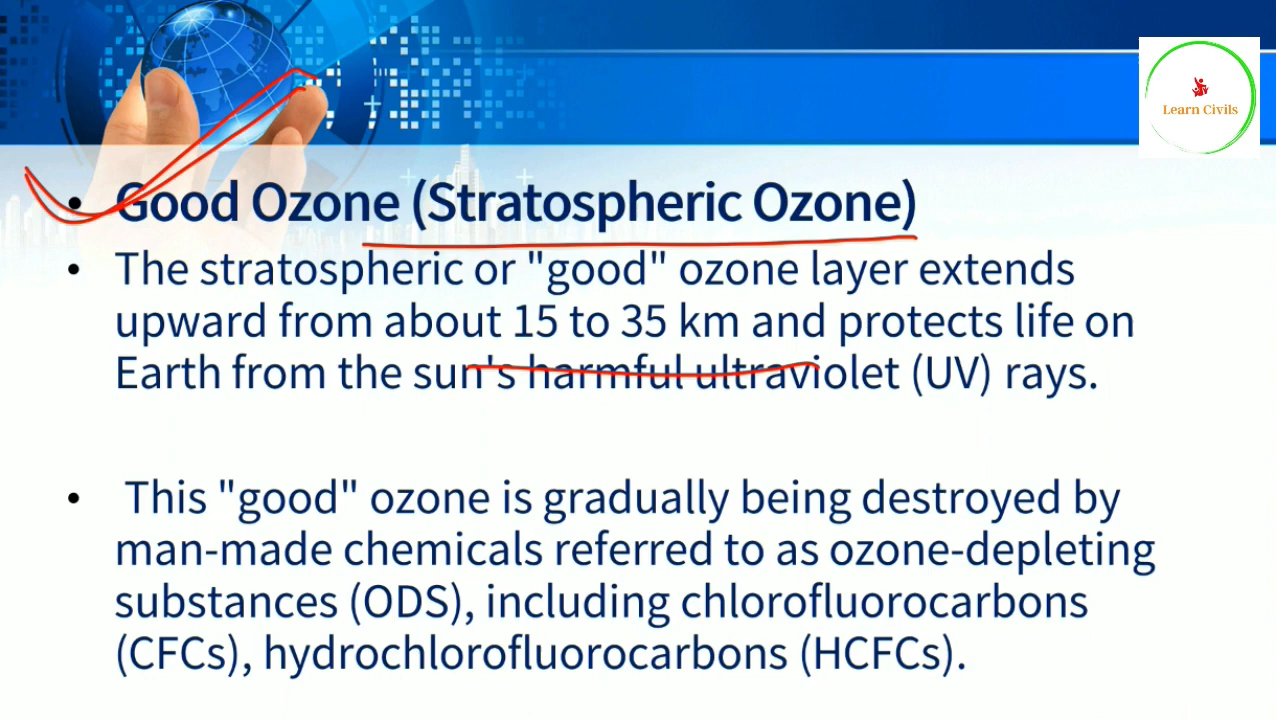 Learn Civils
• Good Ozone (Stratospheric Ozone)
• The stratospheric or "good" ozone layer extends
upward from about 15 to 35 km and protects life on
Earth from the sun's harmful ultraviolet (UV) rays.
• This "good" ozone is gradually being destroyed by
man-made chemicals referred to as ozone-depleting
substances (ODS), including chlorofluorocarbons
(CFCs), hydrochlorofluorocarbons (HCFCs).